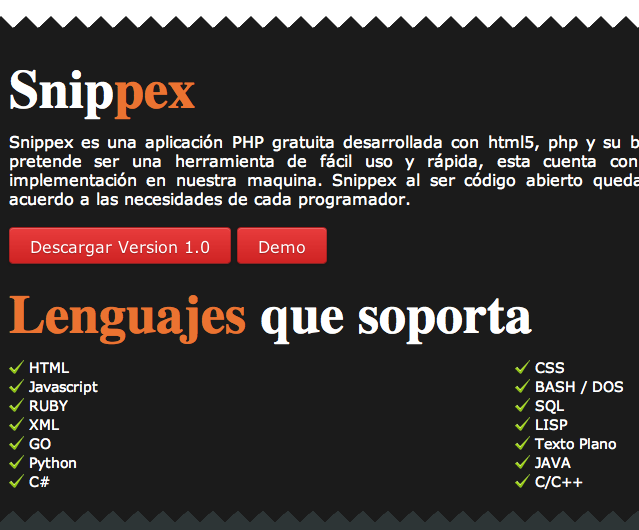 Snippex
Snippex es una aplicación PHP gratuita desarrollada con html5, php y su b
pretende ser una herramienta de fácil uso y rápida, esta cuenta con
implementación en nuestra maquina. Snippex al ser código abierto queda
acuerdo a las necesidades de cada programador.
Descargar Version 1.0 Demo
Lenguajes que soporta
HTML
Javascript
RUBY
XML
GO
Python
C#
CSS
BASH / DOS
SQL
LISP
Texto Plano
JAVA
C/C++